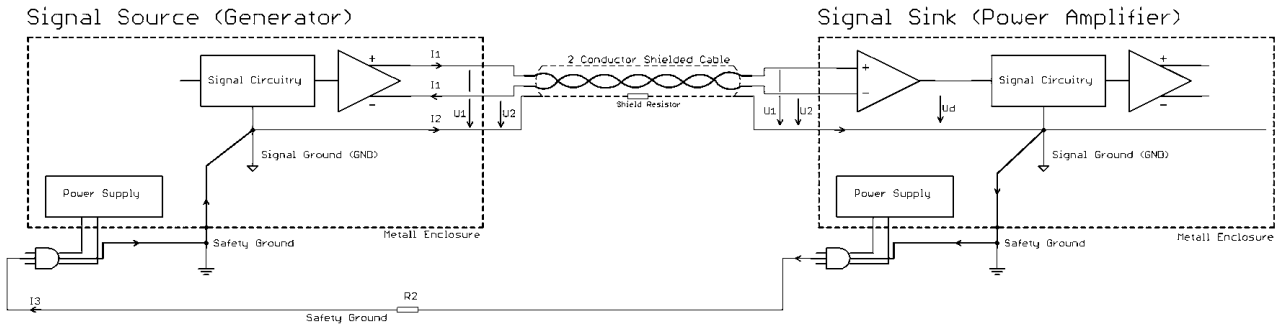 Signal Source (Generator)
Signal Sink (Power Amplifier)
I1
2 Conductor Shielded Cable
Signal Circuitry
+
+
Signal Circuitry
+
I1
−
−
−
Shield Resistor
U1
U2
U1
U2
Ud
I2
Signal Ground (GND)
Signal Ground (GND)
Power Supply
Power Supply
Metall Enclosure
Metall Enclosure
Safety Ground
Safety Ground
I3
R2
Safety Ground